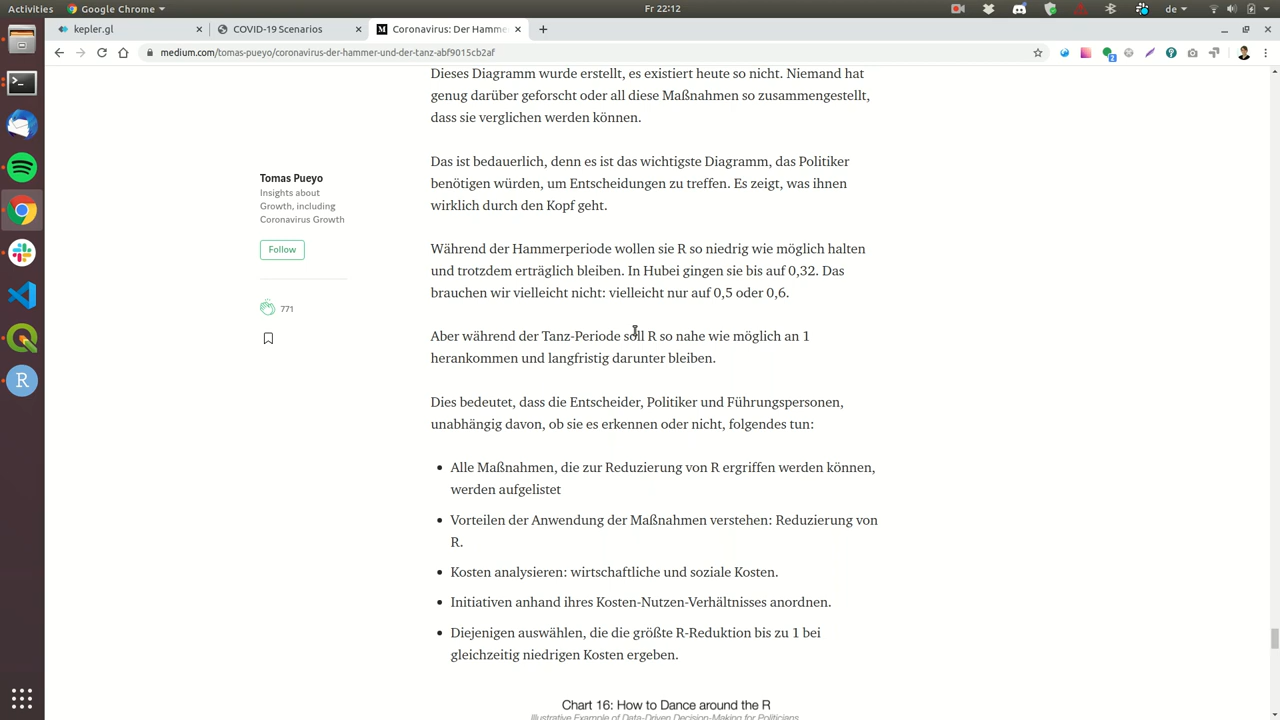 Activities
Google Chrome
Fr 20:12
de
kepler.gl
COVID-19 Scenarios
Coronavirus: Der Hamme
medium.com/tomas-pueyo/coronavirus-der-hammer-und-der-tanz-abf9015cb2af
2
Dieses Diagramm wurde erstellt, es existiert heute so nicht. Niemand hat
genug darüber geforscht oder all diese Maßnahmen so zusammengestellt,
dass sie verglichen werden können.
Das ist bedauerlich, denn es ist das wichtigste Diagramm, das Politiker
benötigen würden, um Entscheidungen zu treffen. Es zeigt, was ihnen
wirklich durch den Kopf geht.
Tomas Pueyo
Insights about
Growth, including
Coronavirus Growth
Follow
771
Während der Hammerperiode wollen sie R so niedrig wie möglich halten
und trotzdem erträglich bleiben. In Hubei gingen sie bis auf 0,32. Das
brauchen wir vielleicht nicht: vielleicht nur auf 0,5 oder 0,6.
Aber während der Tanz-Periode soll R so nahe wie möglich an 1
herankommen und langfristig darunter bleiben.
Dies bedeutet, dass die Entscheider, Politiker und Führungspersonen,
unabhängig davon, ob sie es erkennen oder nicht, folgendes tun:
Alle Maßnahmen, die zur Reduzierung von R ergriffen werden können,
werden aufgelistet
Vorteilen der Anwendung der Maßnahmen verstehen: Reduzierung von
R.
Kosten analysieren: wirtschaftliche und soziale Kosten.
Initiativen anhand ihres Kosten-Nutzen-Verhältnisses anordnen.
Diejenigen auswählen, die die größte R-Reduktion bis zu 1 bei
gleichzeitig niedrigen Kosten ergeben.
Chart 16: How to Dance around the R
Illustrative Example of Data-Driven Decision-Making for Politicians
R